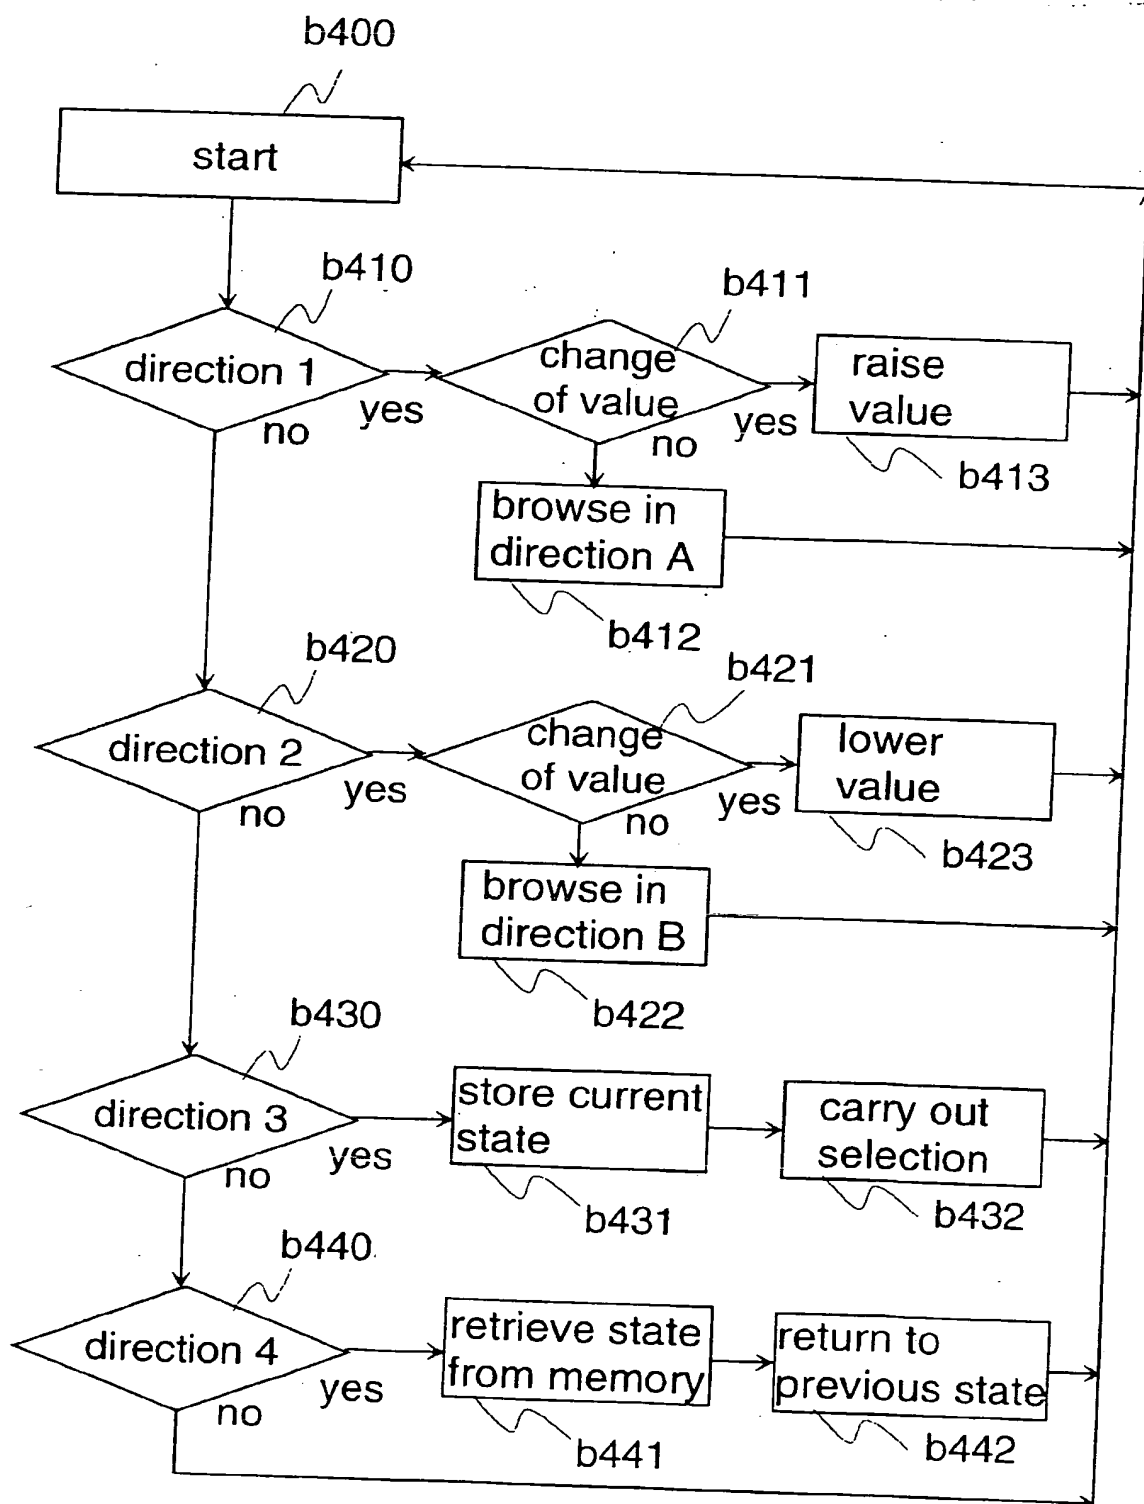 b400
start
b410
direction 1
yes
no
b411
change
of value
yes
no
raise
value
b413
browse in
direction A
b412
b420
direction 2
yes
no
b421
change
of value
yes
no
lower
value
b423
browse in
direction B
b422
b430
direction 3
yes
no
store current
state
b431
carry out
selection
b432
b440
direction 4
yes
no
retrieve state
from memory
b441
return to
previous state
b442